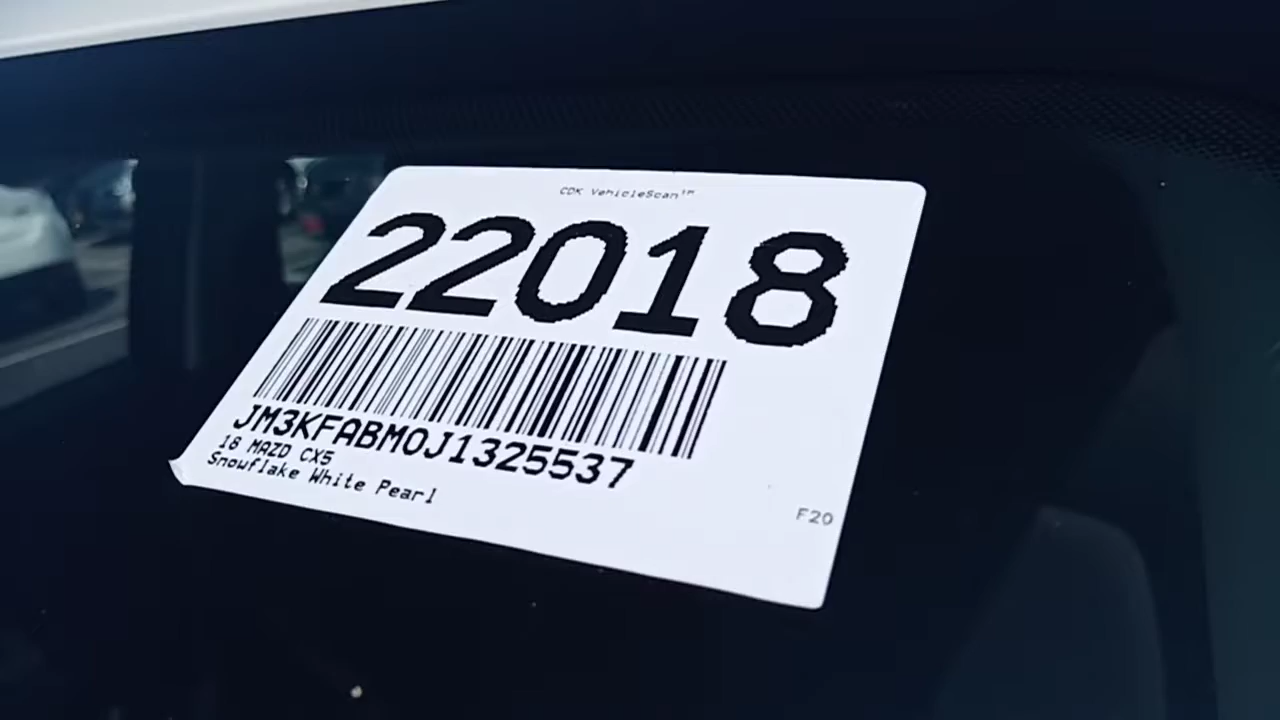 CDK VehicleScan™
22018
JM3KFABM0J1325537
18 MAZD CX5
Snowflake White Pearl
F20